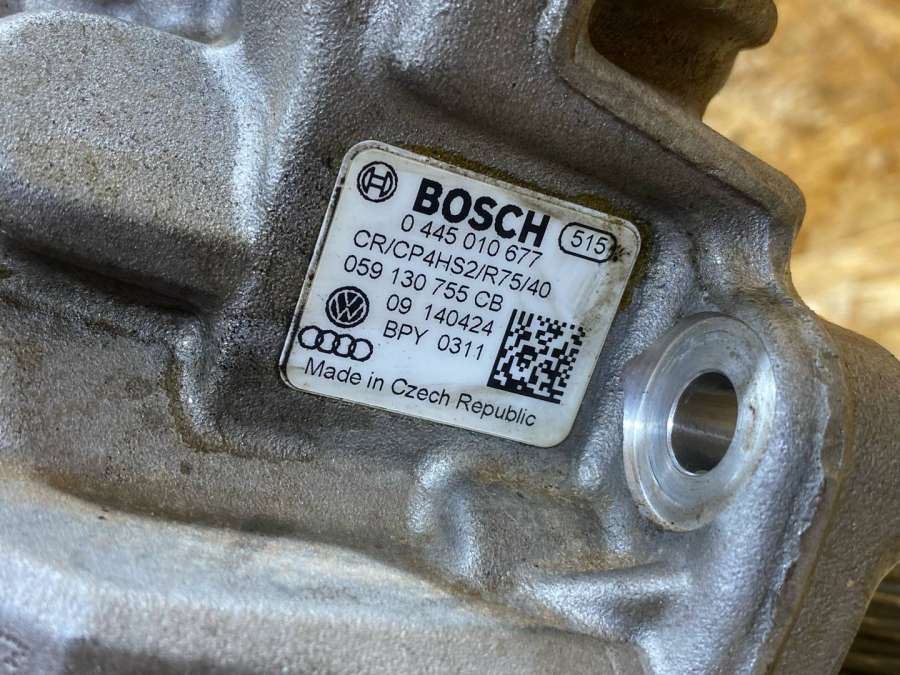 BOSCH
0 445 010 677
515
CR/CP4HS2/R75/40
059 130 755 CB
09 140424
BPY 0311
Made in Czech Republic